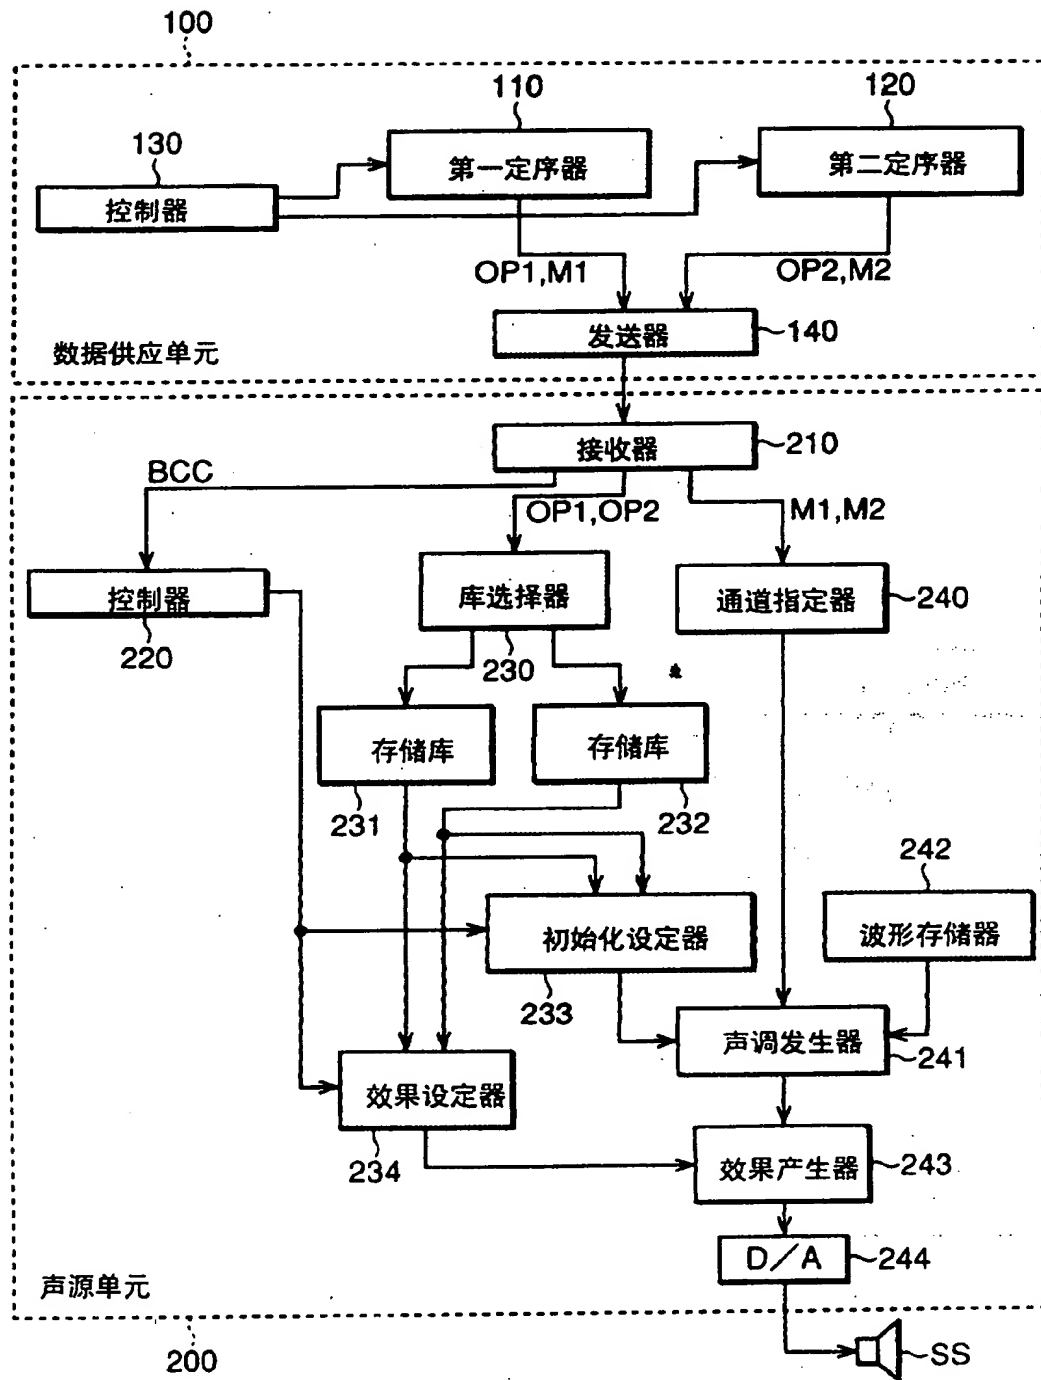 100
110
120
130
第一定序器
第二定序器
控制器
OP1,M1
OP2,M2
发送器
140
数据供应单元
接收器
210
BCC
OP1,OP2
M1,M2
控制器
220
库选择器
230
通道指定器
240
存储库
231
存储库
232
242
初始化设定器
233
波形存储器
声调发生器
241
效果设定器
234
效果产生器
243
D/A
244
声源单元
200
SS